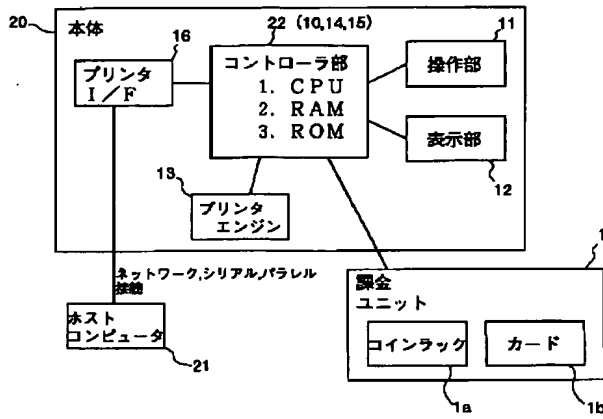 20
本体
22 (10,14,15)
11
16
プリンタ
I／F
コントローラ部
1. CPU
2. RAM
3. ROM
操作部
表示部
12
13
プリンタ
エンジン
ネットワーク,シリアル,パラレル
接続
ホスト
コンピュータ
21
1
課金
ユニット
コインラック
カード
1a
1b